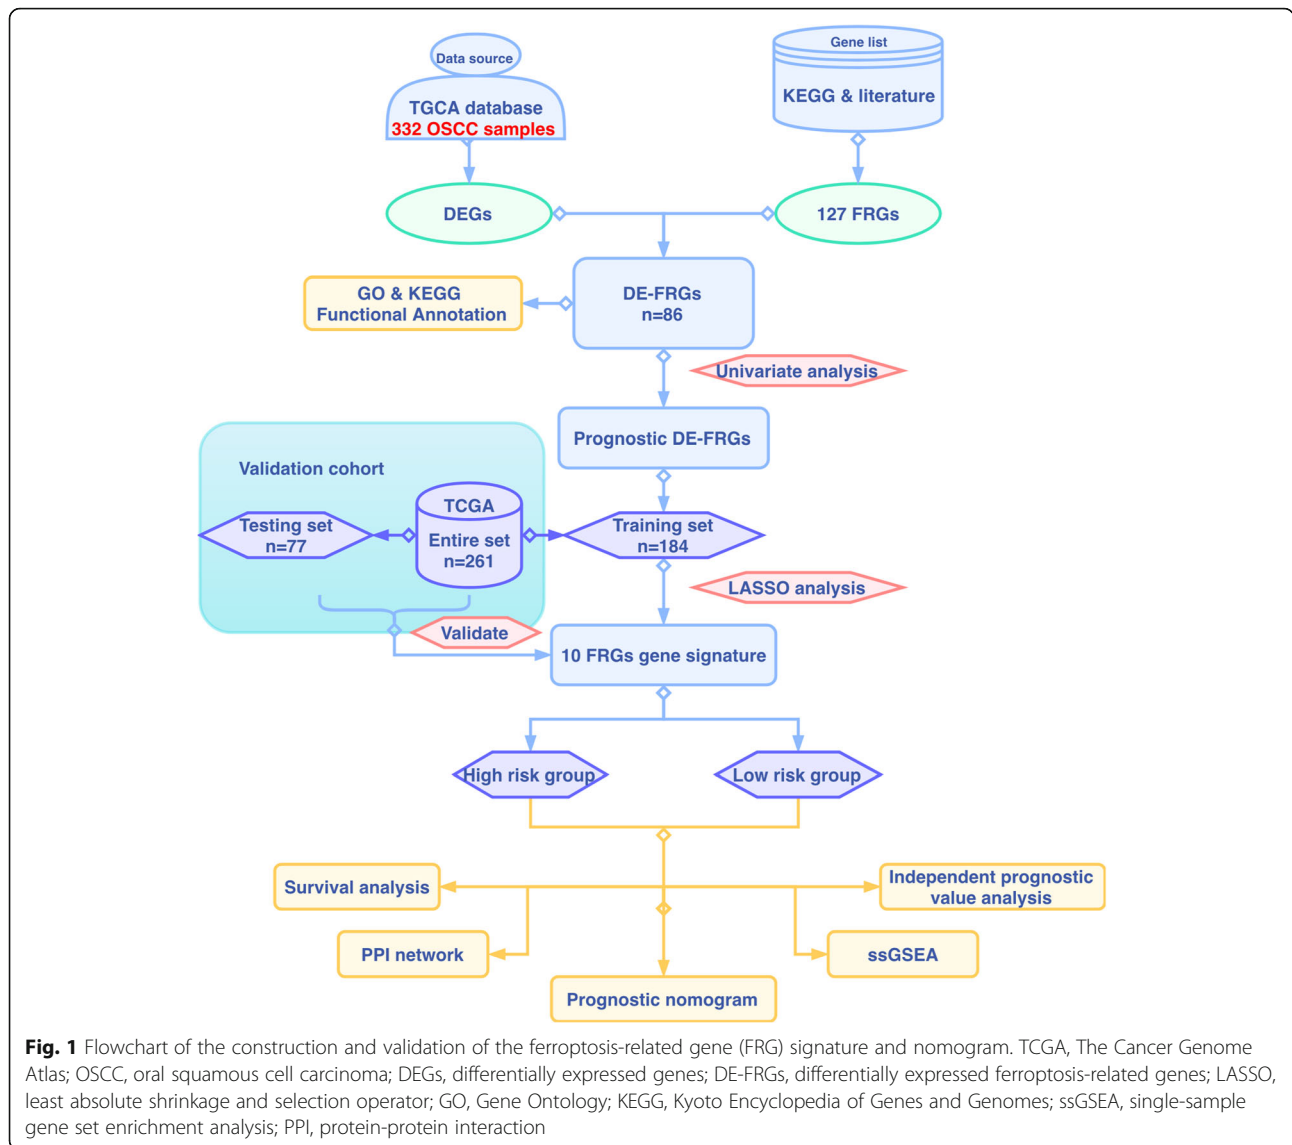 Data source
TGCA database
332 OSCC samples
Gene list
KEGG & literature
DEGs
127 FRGs
GO & KEGG
Functional Annotation
DE-FRGs
n=86
Univariate analysis
Prognostic DE-FRGs
Validation cohort
Testing set
n=77
TCGA
Entire set
n=261
Training set
n=184
LASSO analysis
Validate
10 FRGs gene signature
High risk group
Low risk group
Survival analysis
Independent prognostic
value analysis
PPI network
ssGSEA
Prognostic nomogram
Fig. 1 Flowchart of the construction and validation of the ferroptosis-related gene (FRG) signature and nomogram. TCGA, The Cancer Genome
Atlas; OSCC, oral squamous cell carcinoma; DEGs, differentially expressed genes; DE-FRGs, differentially expressed ferroptosis-related genes; LASSO,
least absolute shrinkage and selection operator; GO, Gene Ontology; KEGG, Kyoto Encyclopedia of Genes and Genomes; ssGSEA, single-sample
gene set enrichment analysis; PPI, protein-protein interaction